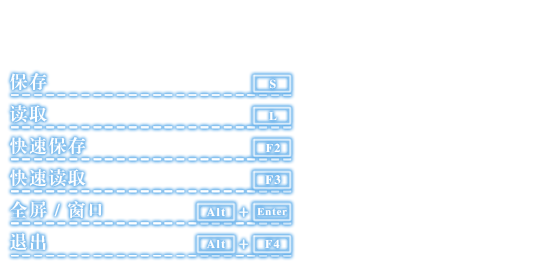 保存 S
读取 L
快速保存 F2
快速读取 F3
全屏 / 窗口 Alt + Enter
退出 Alt + F4